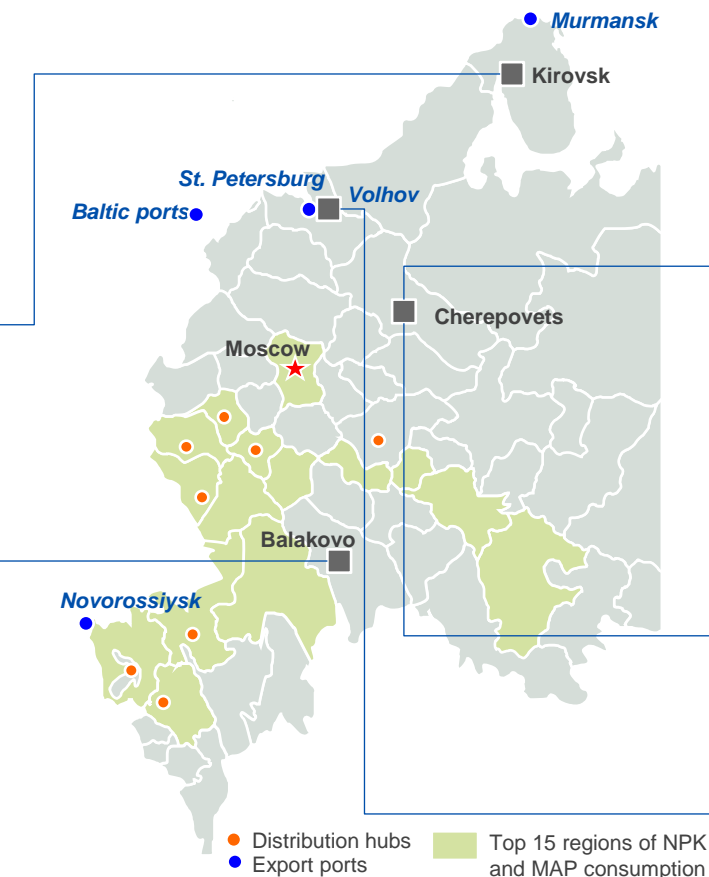 Murmansk
Kirovsk
St. Petersburg
Volhov
Baltic ports
Cherepovets
Moscow
Balakovo
Novorossiysk
Distribution hubs
Export ports
Top 15 regions of NPK
and MAP consumption